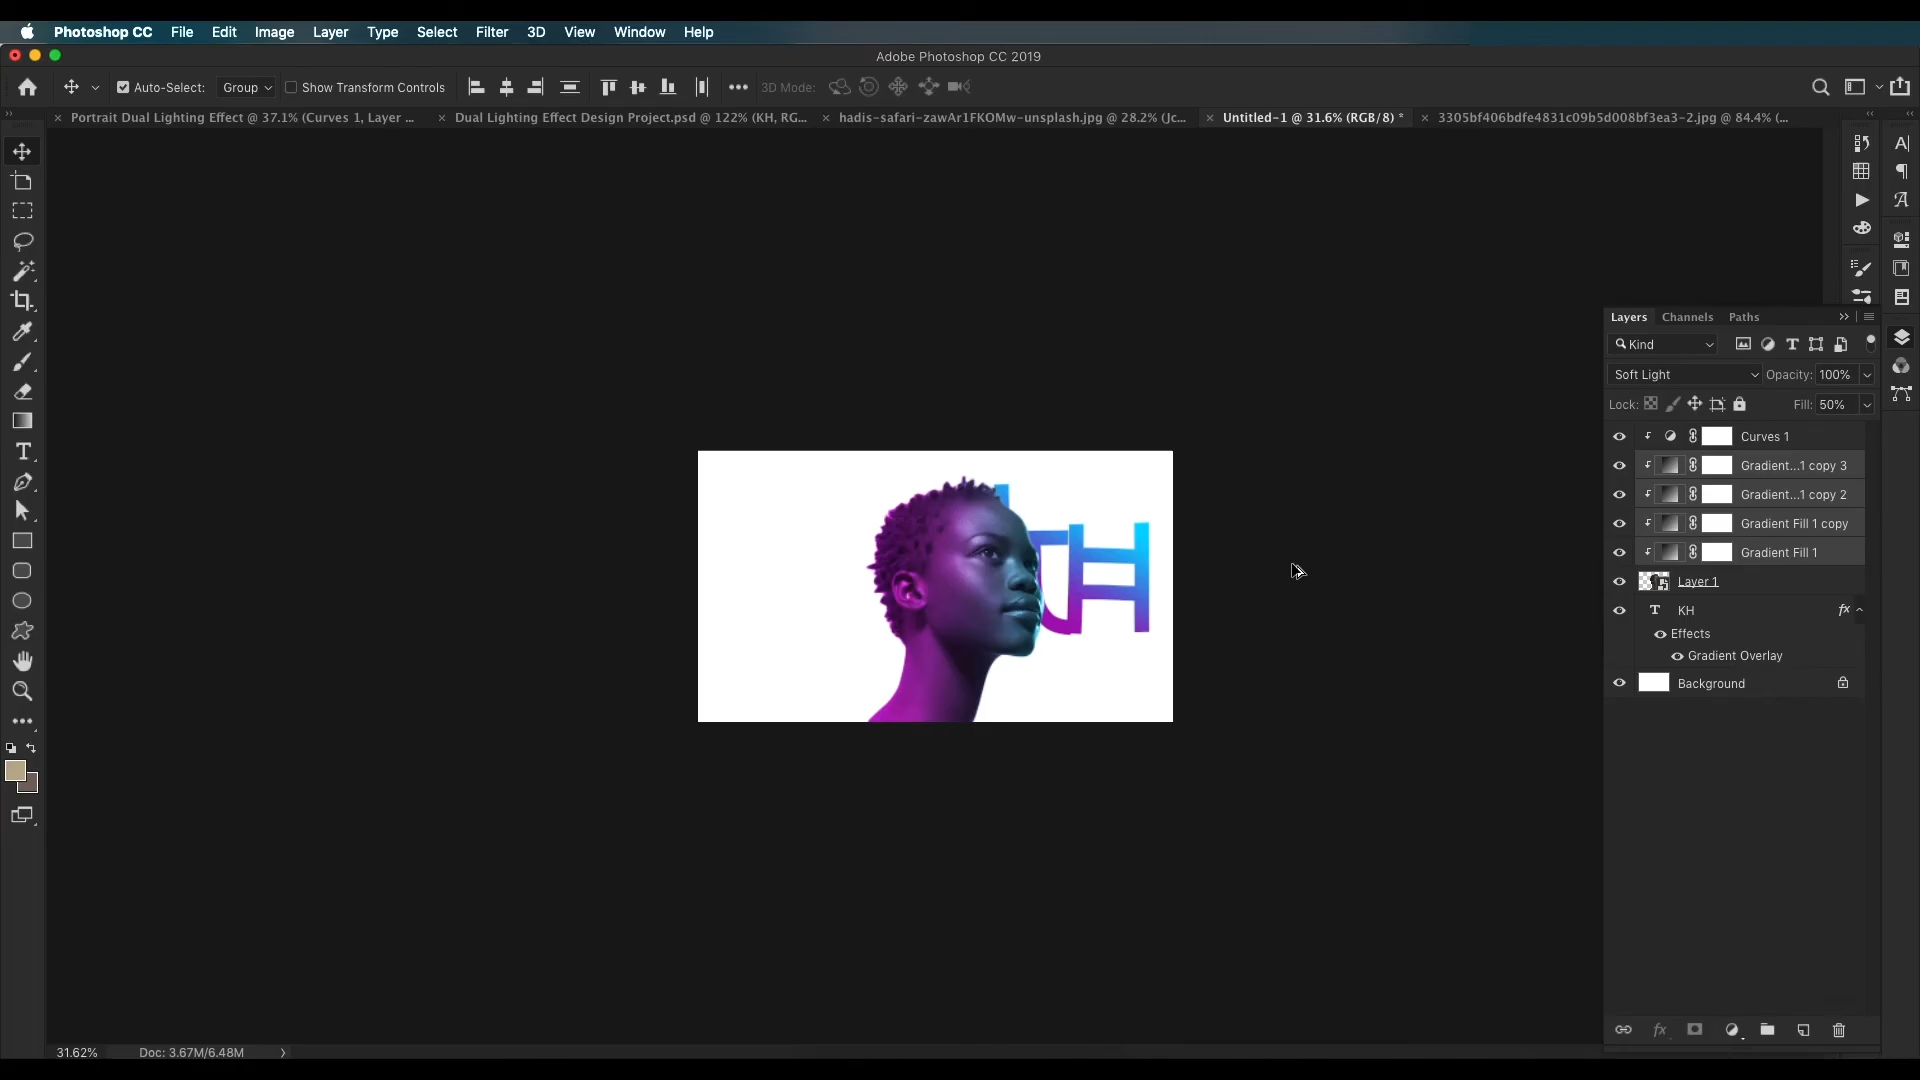 Photoshop CC File Edit Image Layer Type Select Filter 3D View Window Help
Adobe Photoshop CC 2019
Auto-Select: Group Show Transform Controls 3D Mode:
Portrait Dual Lighting Effect @ 37.1% (Curves 1, Layer ...
Dual Lighting Effect Design Project.psd @ 122% (KH, RG...
hadis-safari-zawAr1FKOMw-unsplash.jpg @ 28.2% (Jc...
Untitled-1 @ 31.6% (RGB/8) *
3305bf406bdfe4831c09b5d008bf3ea3-2.jpg @ 84.4% (...
Layers Channels Paths
Kind
Soft Light Opacity: 100%
Lock: Fill: 50%
Curves 1
Gradient...1 copy 3
Gradient...1 copy 2
Gradient Fill 1 copy
Gradient Fill 1
Layer 1
T KH fx
Effects
Gradient Overlay
Background
H
fx
31.62% Doc: 3.67M/6.48M